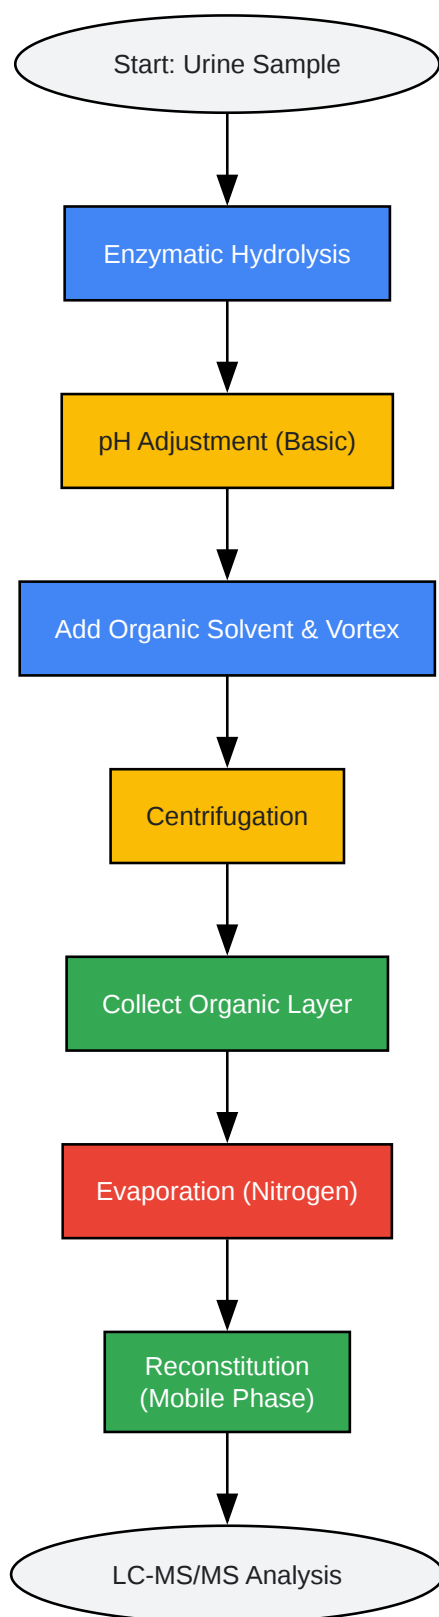 Start: Urine Sample
Enzymatic Hydrolysis
pH Adjustment (Basic)
Add Organic Solvent & Vortex
Centrifugation
Collect Organic Layer
Evaporation (Nitrogen)
Reconstitution
(Mobile Phase)
LC-MS/MS Analysis